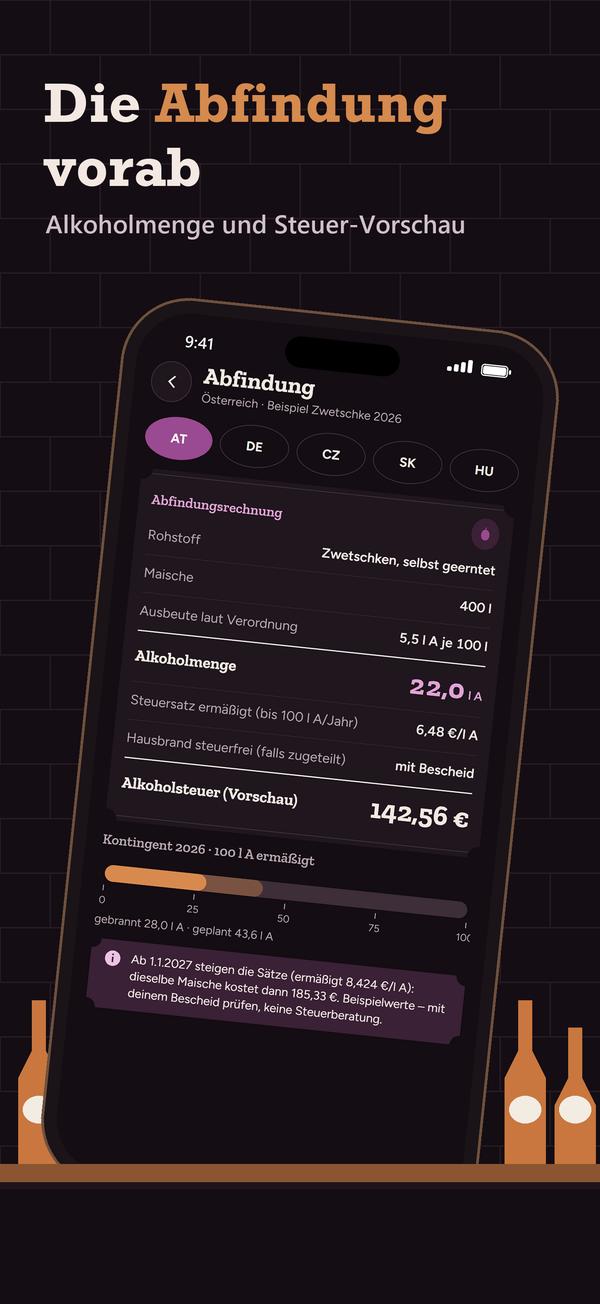 Die Abfindung
vorab
Alkoholmenge und Steuer-Vorschau
9:41
Abfindung
Österreich · Beispiel Zwetschke 2026
AT
DE
CZ
SK
HU
Abfindungsrechnung
Rohstoff
Zwetschken, selbst geerntet
Maische
400 l
Ausbeute laut Verordnung
5,5 l A je 100 l
Alkoholmenge
22,0 l A
Steuersatz ermäßigt (bis 100 l A/Jahr)
6,48 €/l A
Hausbrand steuerfrei (falls zugeteilt)
mit Bescheid
Alkoholsteuer (Vorschau)
142,56 €
Kontingent 2026 · 100 l A ermäßigt
0
25
50
75
gebrannt 28,0 l A · geplant 43,6 l A
Ab 1.1.2027 steigen die Sätze (ermäßigt 8,424 €/l A):
dieselbe Maische kostet dann 185,33 €. Beispielwerte – mit
deinem Bescheid prüfen, keine Steuerberatung.